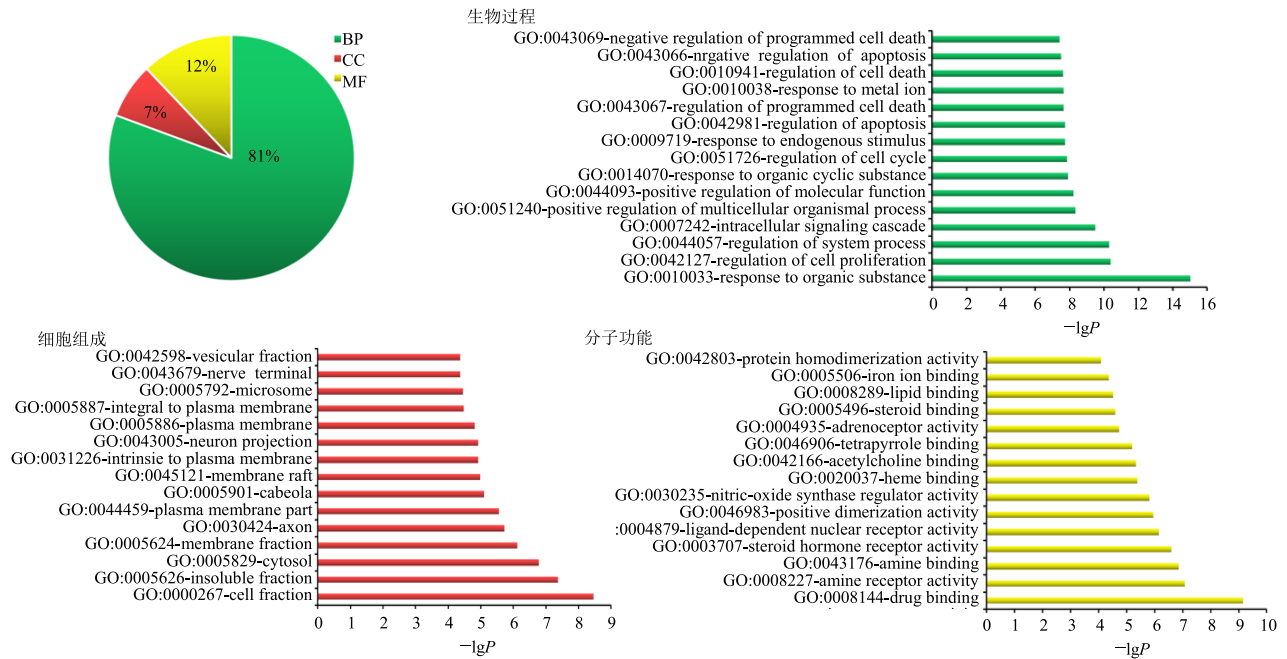 BP
CC
MF
12%
7%
81%
生物过程
GO:0043069-negative regulation of programmed cell death
GO:0043066-nrgative regulation of apoptosis
GO:0010941-regulation of cell death
GO:0010038-response to metal ion
GO:0043067-regulation of programmed cell death
GO:0042981-regulation of apoptosis
GO:0009719-response to endogenous stimulus
GO:0051726-regulation of cell cycle
GO:0014070-response to organic cyclic substance
GO:0044093-positive regulation of molecular function
GO:0051240-positive regulation of multicellular organismal process
GO:0007242-intracellular signaling cascade
GO:0044057-regulation of system process
GO:0042127-regulation of cell proliferation
GO:0010033-response to organic substance
0 2 4 6 8 10 12 14 16
−lgP
细胞组成
GO:0042598-vesicular fraction
GO:0043679-nerve terminal
GO:0005792-microsome
GO:0005887-integral to plasma membrane
GO:0005886-plasma membrane
GO:0043005-neuron projection
GO:0031226-intrinsie to plasma membrane
GO:0045121-membrane raft
GO:0005901-cabeola
GO:0044459-plasma membrane part
GO:0030424-axon
GO:0005624-membrane fraction
GO:0005829-cytosol
GO:0005626-insoluble fraction
GO:0000267-cell fraction
0 1 2 3 4 5 6 7 8 9
−lgP
分子功能
GO:0042803-protein homodimerization activity
GO:0005506-iron ion binding
GO:0008289-lipid binding
GO:0005496-steroid binding
GO:0004935-adrenoceptor activity
GO:0046906-tetrapyrrole binding
GO:0042166-acetylcholine binding
GO:0020037-heme binding
GO:0030235-nitric-oxide synthase regulator activity
GO:0046983-positive dimerization activity
:0004879-ligand-dependent nuclear receptor activity
GO:0003707-steroid hormone receptor activity
GO:0043176-amine binding
GO:0008227-amine receptor activity
GO:0008144-drug binding
0 1 2 3 4 5 6 7 8 9 10
−lgP